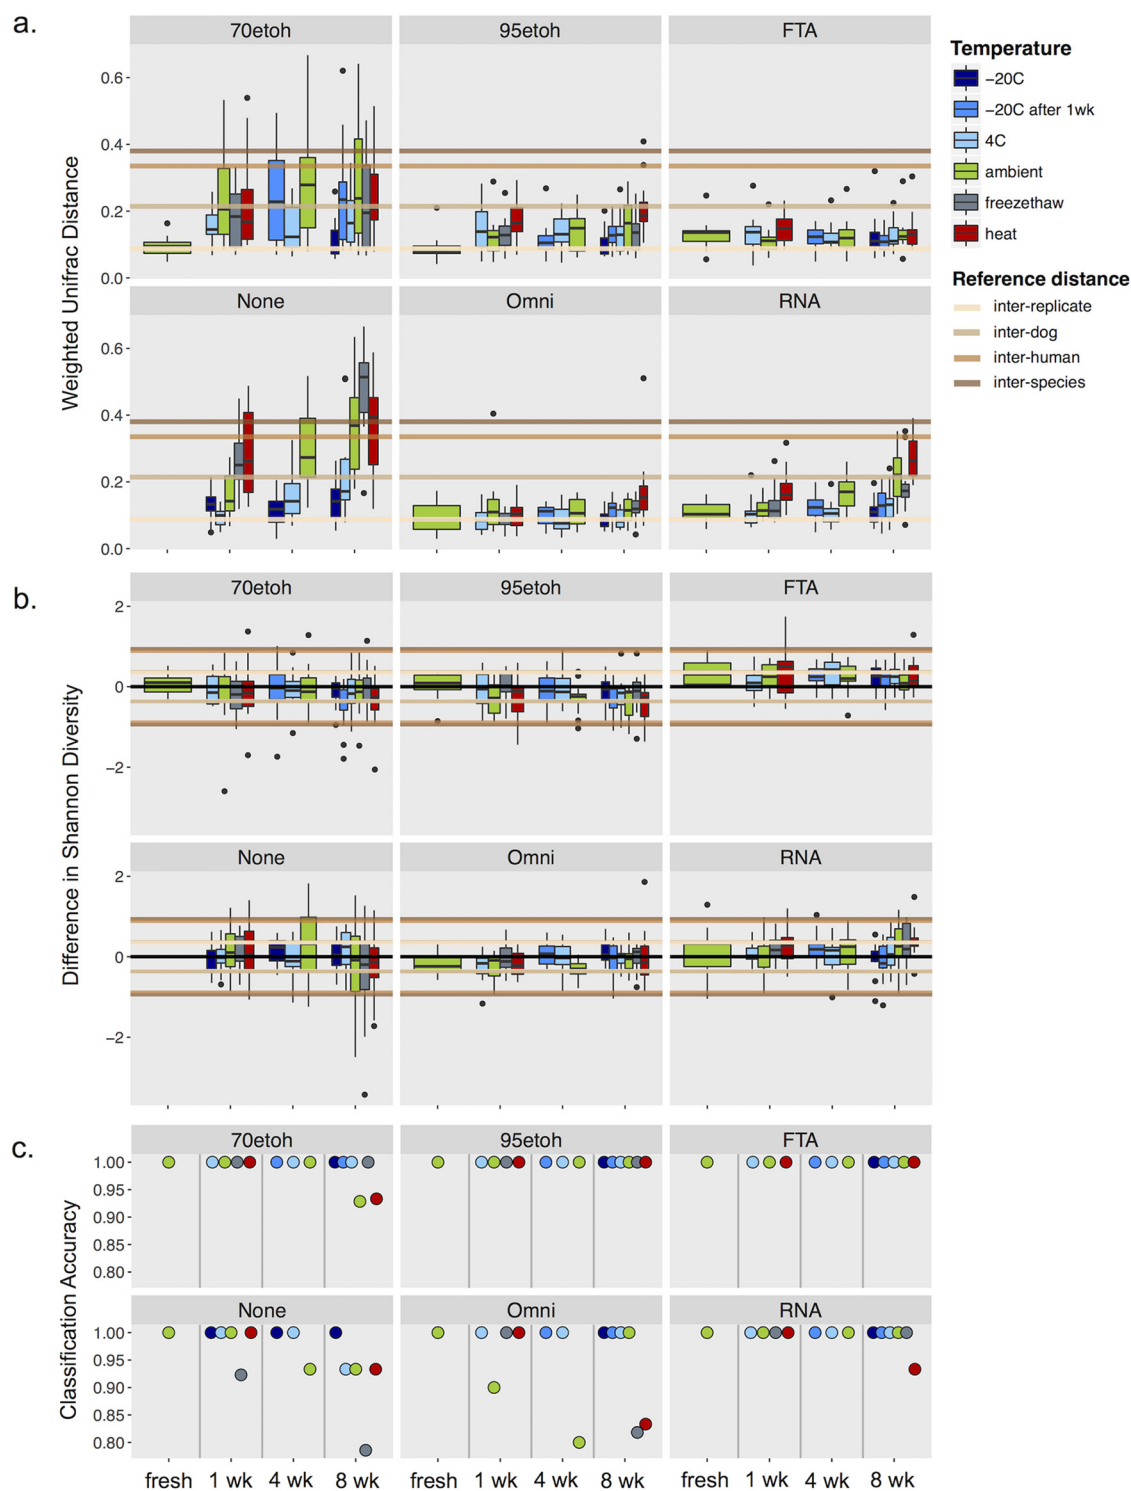 a.
70etoh 95etoh FTA
Temperature
−20C
−20C after 1wk
4C
ambient
freezethaw
heat
Reference distance
inter-replicate
inter-dog
inter-human
inter-species
Weighted Unifrac Distance
0.6
0.4
0.2
0.0
None Omni RNA
0.6
0.4
0.2
0.0
b.
70etoh 95etoh FTA
Difference in Shannon Diversity
2
0
−2
None Omni RNA
2
0
−2
c.
70etoh 95etoh FTA
Classification Accuracy
1.00
0.95
0.90
0.85
0.80
None Omni RNA
1.00
0.95
0.90
0.85
0.80
fresh 1 wk 4 wk 8 wk fresh 1 wk 4 wk 8 wk fresh 1 wk 4 wk 8 wk